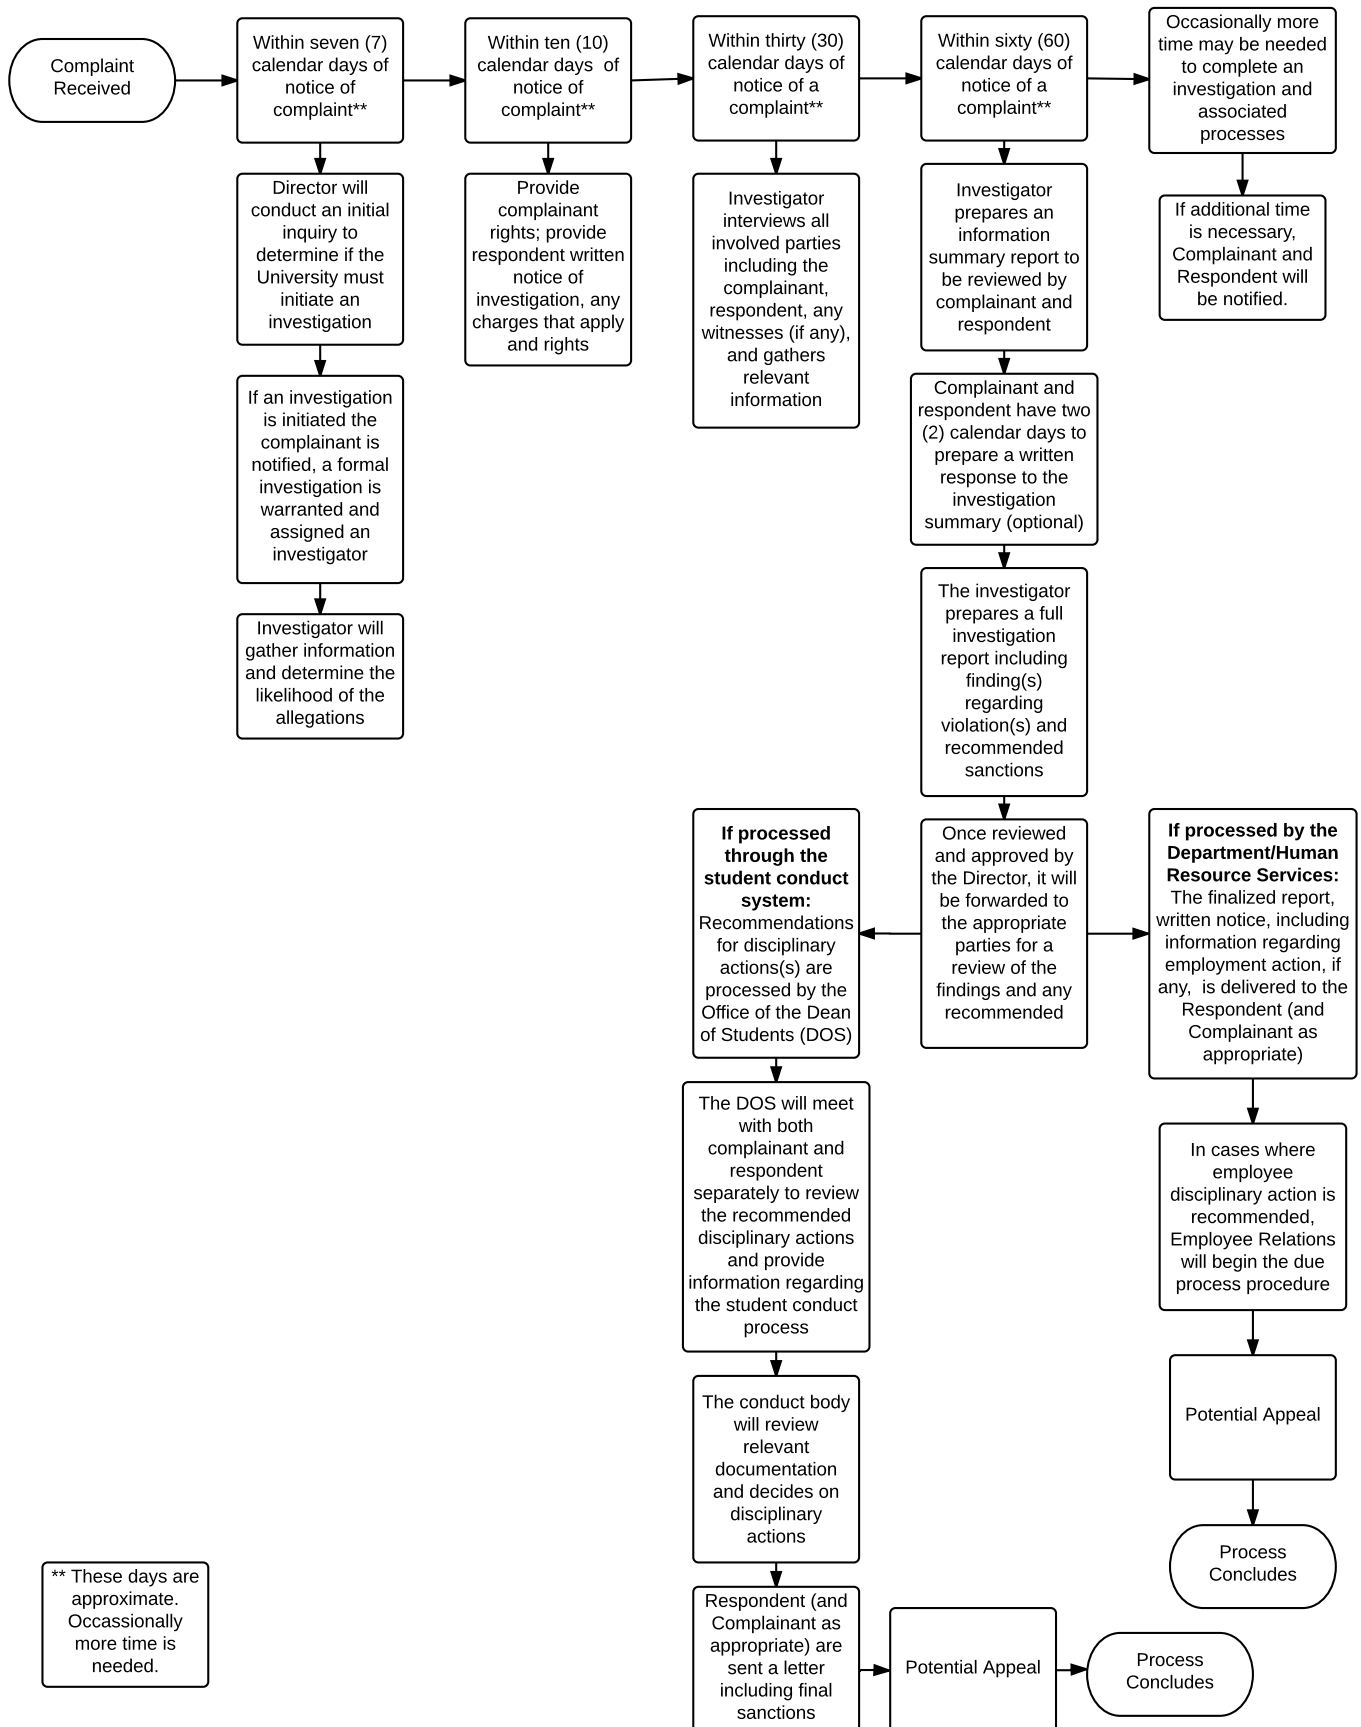 Complaint
Received
Within seven (7)
calendar days of
notice of
complaint**
Within ten (10)
calendar days  of
notice of
complaint**
Within thirty (30)
calendar days of
notice of a
complaint**
Within sixty (60)
calendar days of
notice of a
complaint**
Occasionally more
time may be needed
to complete an
investigation and
associated
processes
Director will
conduct an initial
inquiry to
determine if the
University must
initiate an
investigation
If an investigation
is initiated the
complainant is
notified, a formal
investigation is
warranted and
assigned an
investigator
Investigator will
gather information
and determine the
likelihood of the
allegations
Provide
complainant
rights; provide
respondent written
notice of
investigation, any
charges that apply
and rights
Investigator
interviews all
involved parties
including the
complainant,
respondent, any
witnesses (if any),
and gathers
relevant
information
Investigator
prepares an
information
summary report to
be reviewed by
complainant and
respondent
If additional time
is necessary,
Complainant and
Respondent will
be notified.
Complainant and
respondent have two
(2) calendar days to
prepare a written
response to the
investigation
summary (optional)
The investigator
prepares a full
investigation
report including
finding(s)
regarding
violation(s) and
recommended
sanctions
Once reviewed
and approved by
the Director, it will
be forwarded to
the appropriate
parties for a
review of the
findings and any
recommended
If processed
through the
student conduct
system:
Recommendations
for disciplinary
actions(s) are
processed by the
Office of the Dean
of Students (DOS)
The DOS will meet
with both
complainant and
respondent
separately to review
the recommended
disciplinary actions
and provide
information regarding
the student conduct
process
The conduct body
will review
relevant
documentation
and decides on
disciplinary
actions
Respondent (and
Complainant as
appropriate) are
sent a letter
including final
sanctions
Potential Appeal
Process
Concludes
If processed by the
Department/Human
Resource Services:
The finalized report,
written notice, including
information regarding
employment action, if
any,  is delivered to the
Respondent (and
Complainant as
appropriate)
In cases where
employee
disciplinary action is
recommended,
Employee Relations
will begin the due
process procedure
Potential Appeal
Process
Concludes
** These days are
approximate.
Occassionally
more time is
needed.